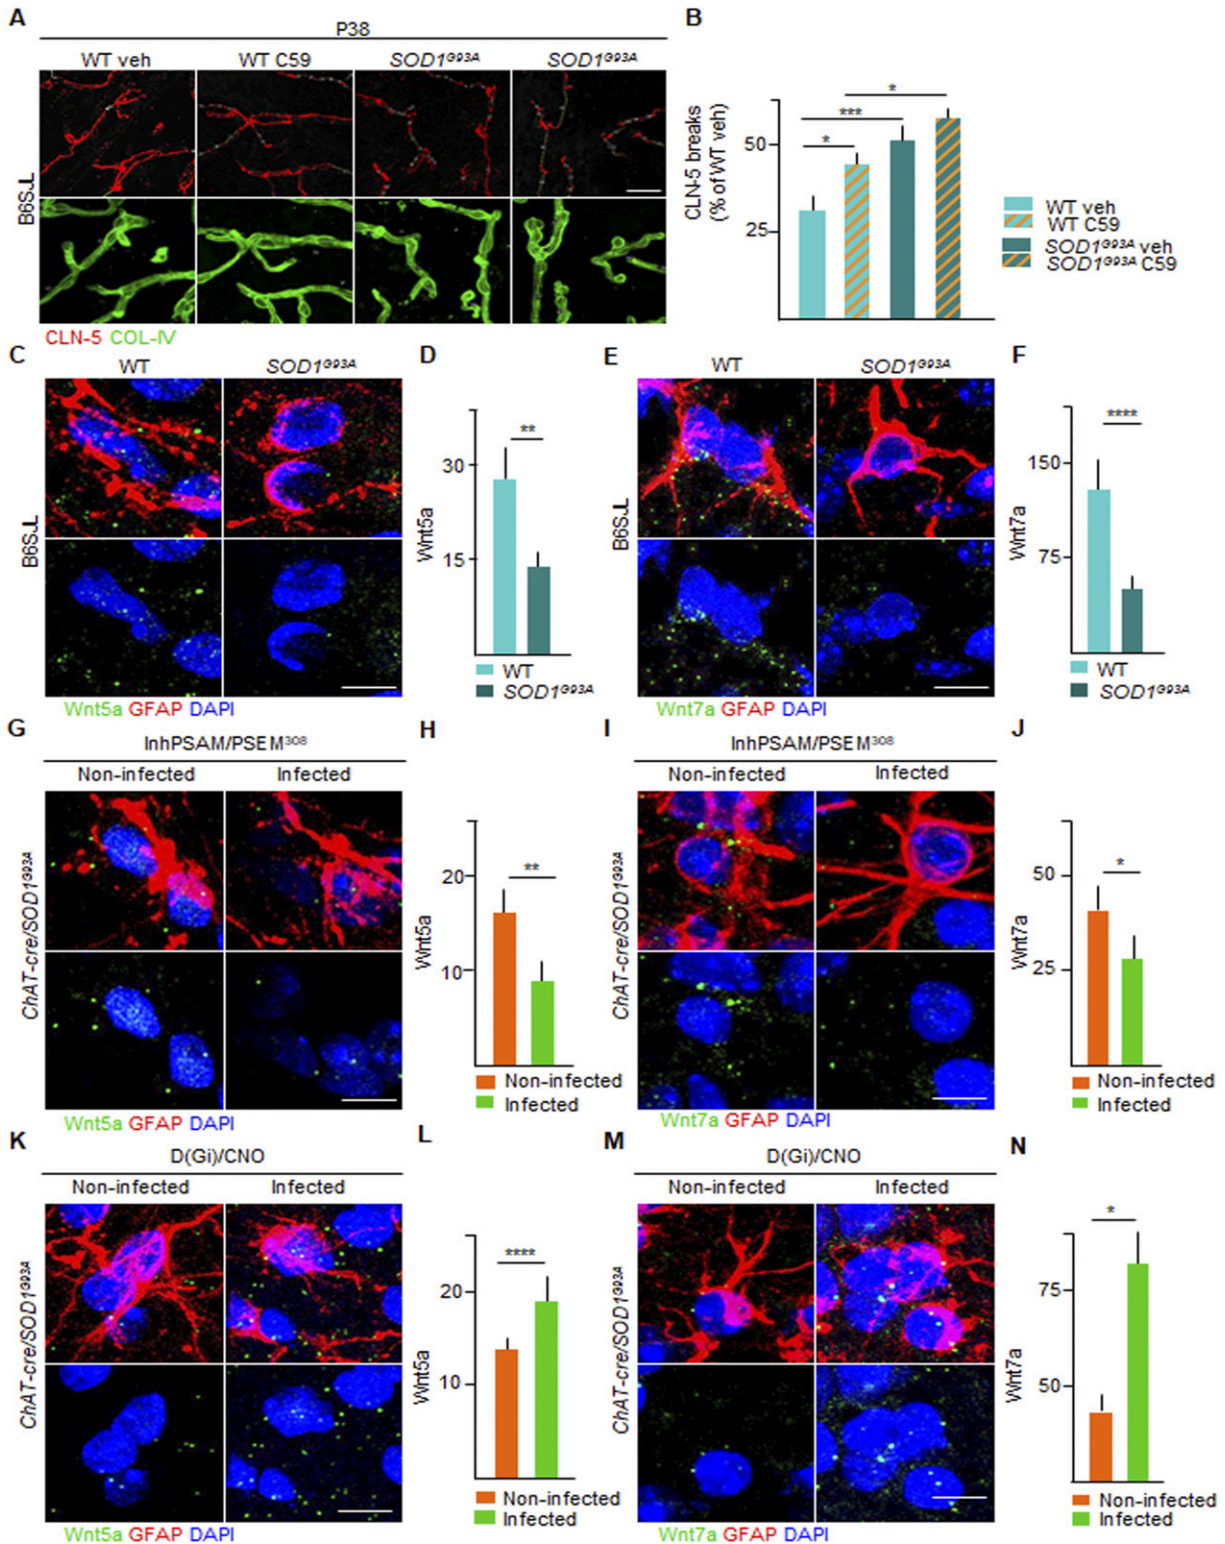 A
P38
WT veh WT C59 SOD1G93A SOD1G93A
B6SJL
CLN-5 COL-IV
B
CLN-5 breaks
(% of WT veh)
50
25
*
***
*
WT veh
WT C59
SOD1G93A veh
SOD1G93A C59
C
WT SOD1G93A
B6SJL
Wnt5a GFAP DAPI
D
Wnt5a
30
15
**
WT
SOD1G93A
E
WT SOD1G93A
B6SJL
Wnt7a GFAP DAPI
F
Wnt7a
150
75
****
WT
SOD1G93A
G
InhPSAM/PSEM308
Non-infected Infected
ChAT-cre/SOD1G93A
Wnt5a GFAP DAPI
H
Wnt5a
20
10
**
Non-infected
Infected
I
InhPSAM/PSEM308
Non-infected Infected
ChAT-cre/SOD1G93A
Wnt7a GFAP DAPI
J
Wnt7a
50
25
*
Non-infected
Infected
K
D(Gi)/CNO
Non-infected Infected
ChAT-cre/SOD1G93A
Wnt5a GFAP DAPI
L
Wnt5a
20
10
****
Non-infected
Infected
M
D(Gi)/CNO
Non-infected Infected
ChAT-cre/SOD1G93A
Wnt7a GFAP DAPI
N
Wnt7a
75
50
*
Non-infected
Infected